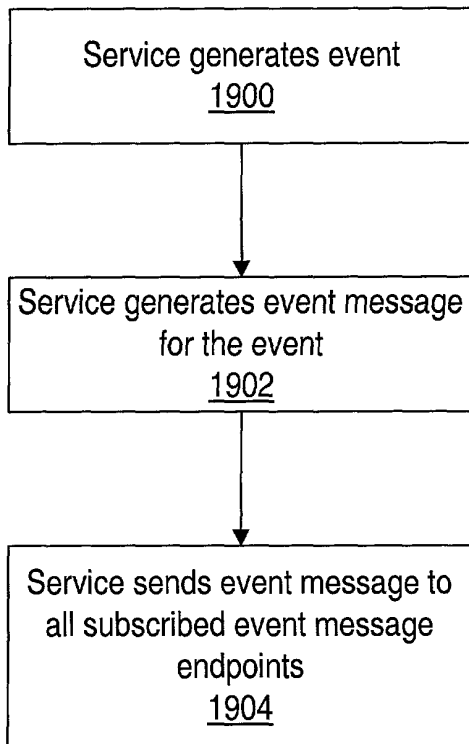 Service generates event
1900
Service generates event message
for the event
1902
Service sends event message to
all subscribed event message
endpoints
1904